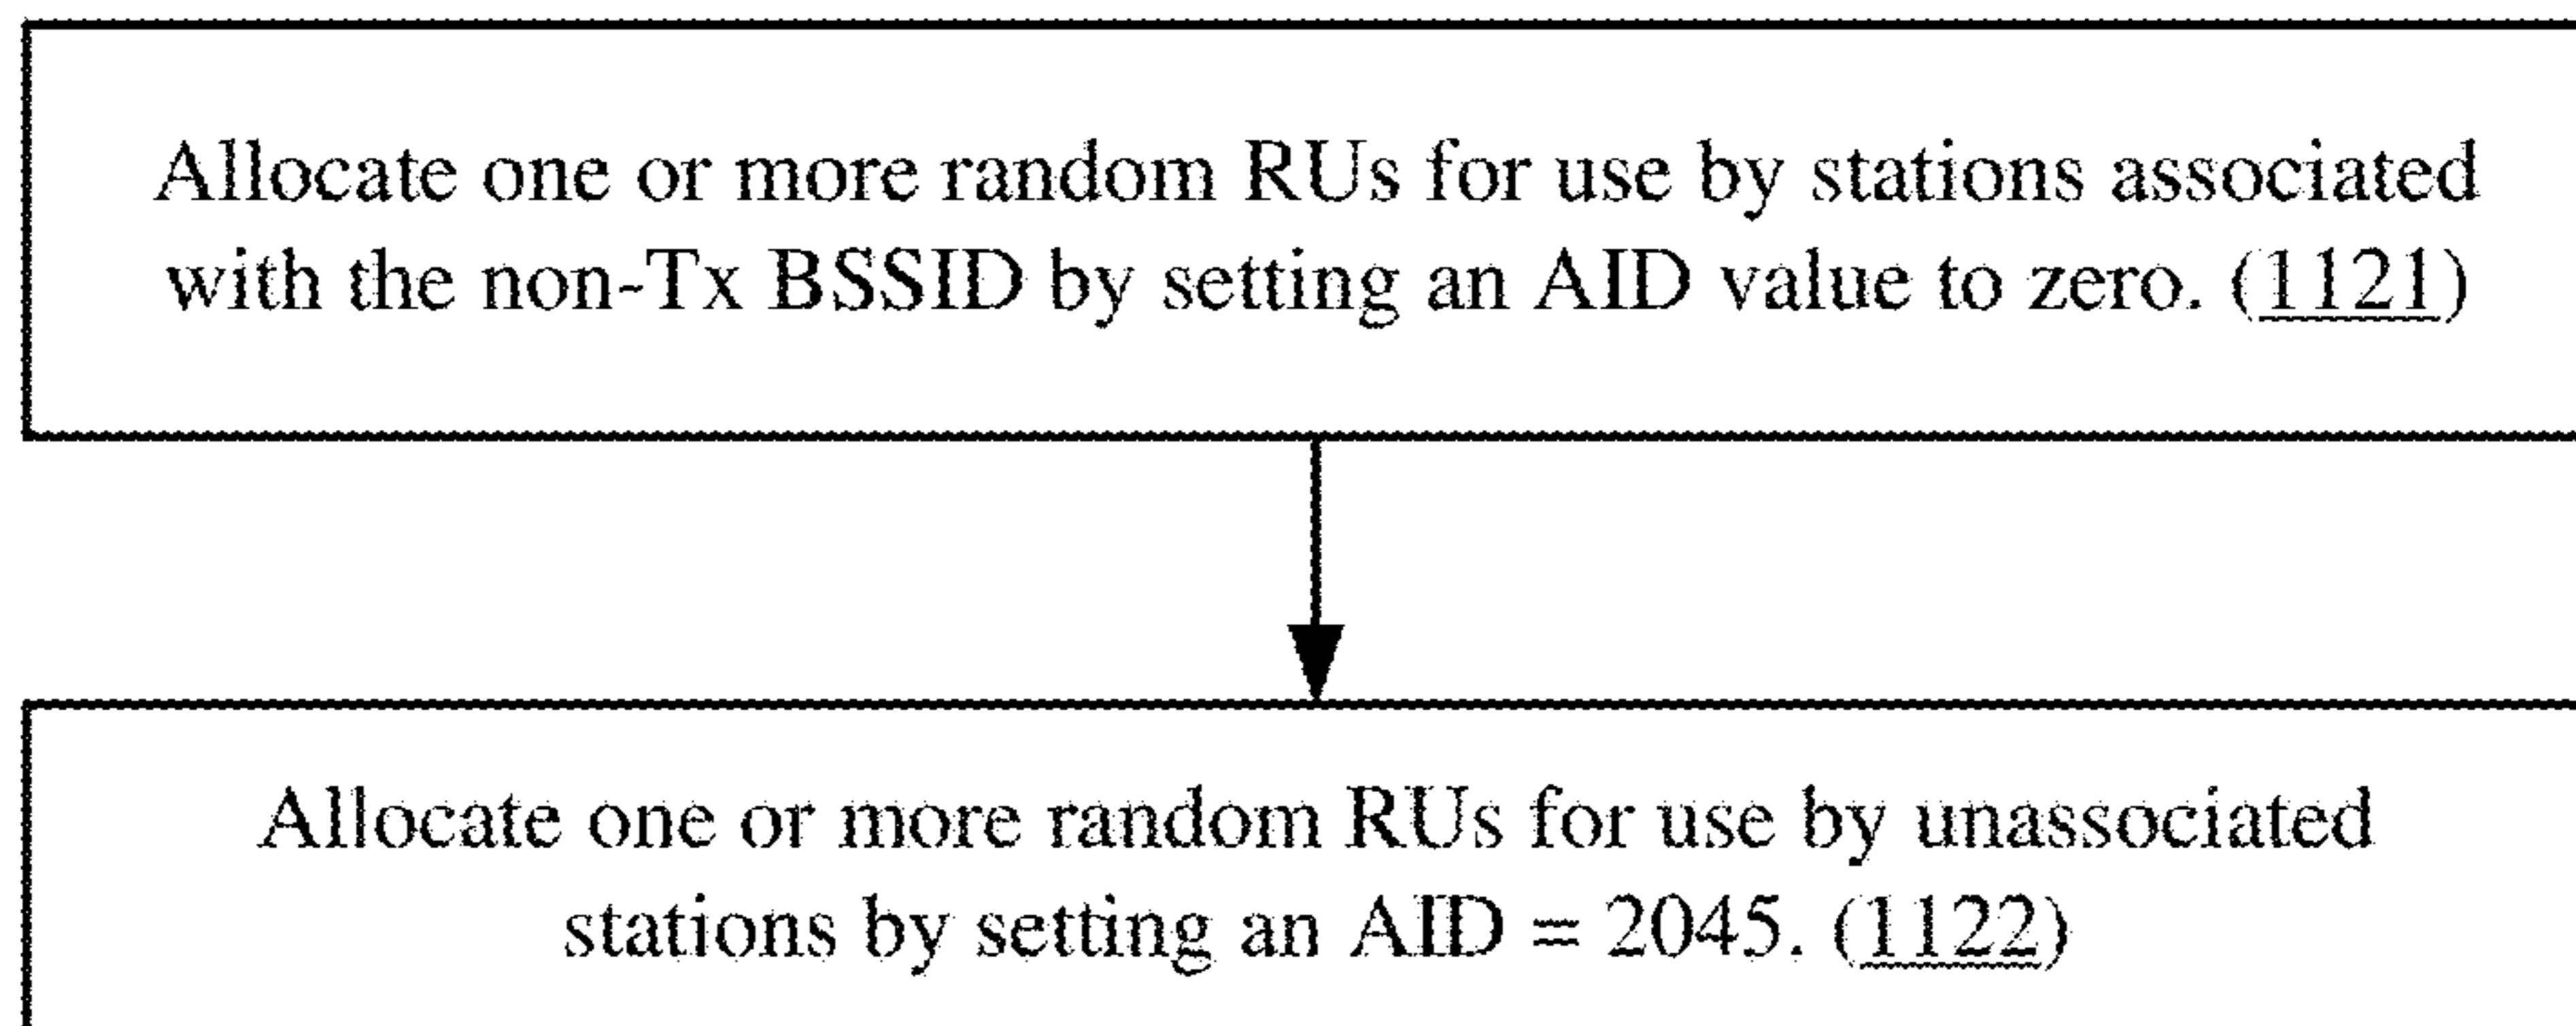 Allocate one or more random RUs for use by stations associated
with the non-Tx BSSID by setting an AID value to zero. (1121)
Allocate one or more random RUs for use by unassociated
stations by setting an AID = 2045. (1122)